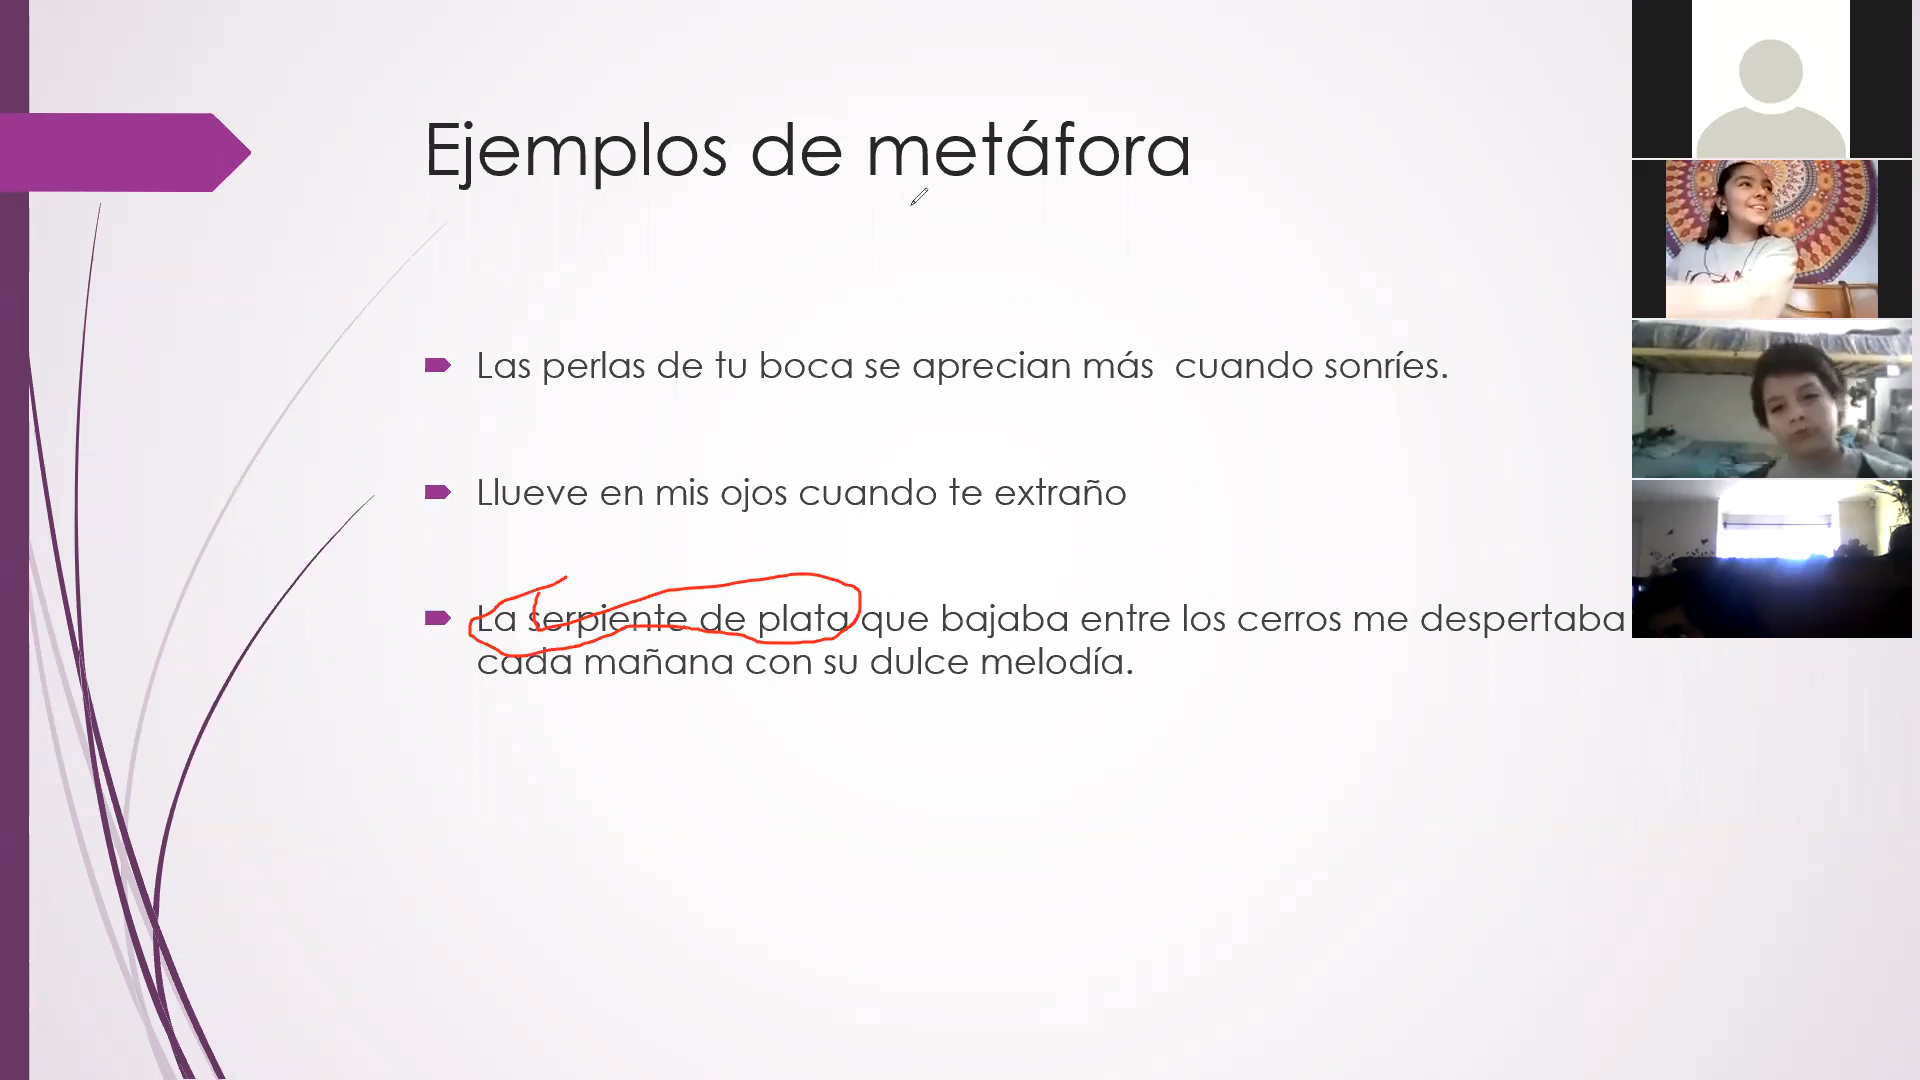 Ejemplos de metáfora
Las perlas de tu boca se aprecian más  cuando sonríes.
Llueve en mis ojos cuando te extraño
La serpiente de plata que bajaba entre los cerros me despertaba
cada mañana con su dulce melodía.